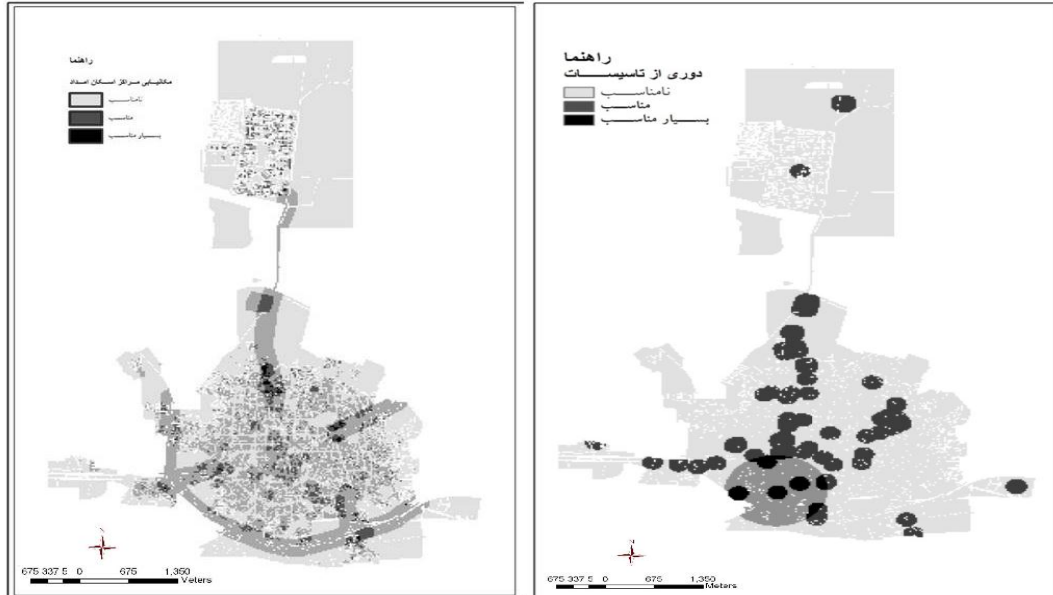 راهنما
مکانیابی مراکز اسکان امداد
نامناسب
مناسب
بسیار مناسب
N
675 337 5 0 675 1,350
Meters
راهنما
دوری از تاسیسات
نامناسب
مناسب
بسیار مناسب
N
675 337 5 0 675 1,350
Meters